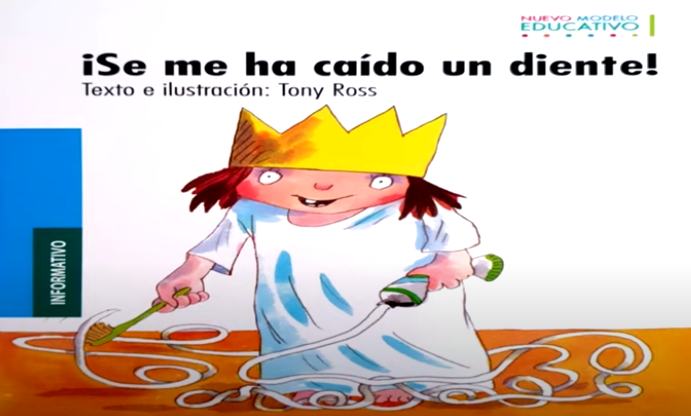 NUEVO MODELO
EDUCATIVO
¡Se me ha caído un diente!
Texto e ilustración: Tony Ross
INFORMATIVO